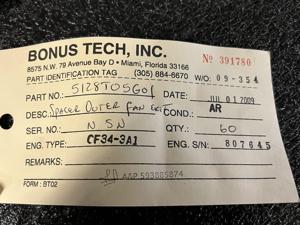 BONUS TECH, INC. Nº 391780
8575 N.W. 79 Avenue Bay D • Miami, Florida 33166
PART IDENTIFICATION TAG (305) 884-6670 W/O: 09-354
PART NO.: 5128T05G01 DATE: JUL 01 2009
DESC: SPACER OUTER FAN EXIT COND: AR
SER. NO.: NSN QTY.: 60
ENG. TYPE: CF34-3A1 ENG. S/N: 807645
REMARKS:
A&P 593885874
FORM: BT02